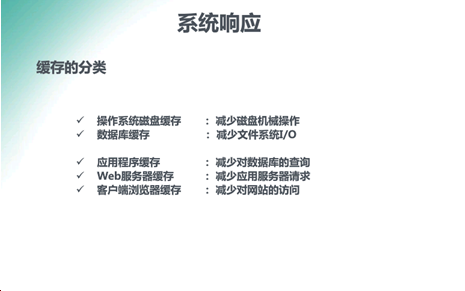 系统响应
缓存的分类
✓ 操作系统磁盘缓存 ：减少磁盘机械操作
✓ 数据库缓存 ：减少文件系统I/O
✓ 应用程序缓存 ：减少对数据库的查询
✓ Web服务器缓存 ：减少应用服务器请求
✓ 客户端浏览器缓存 ：减少对网站的访问